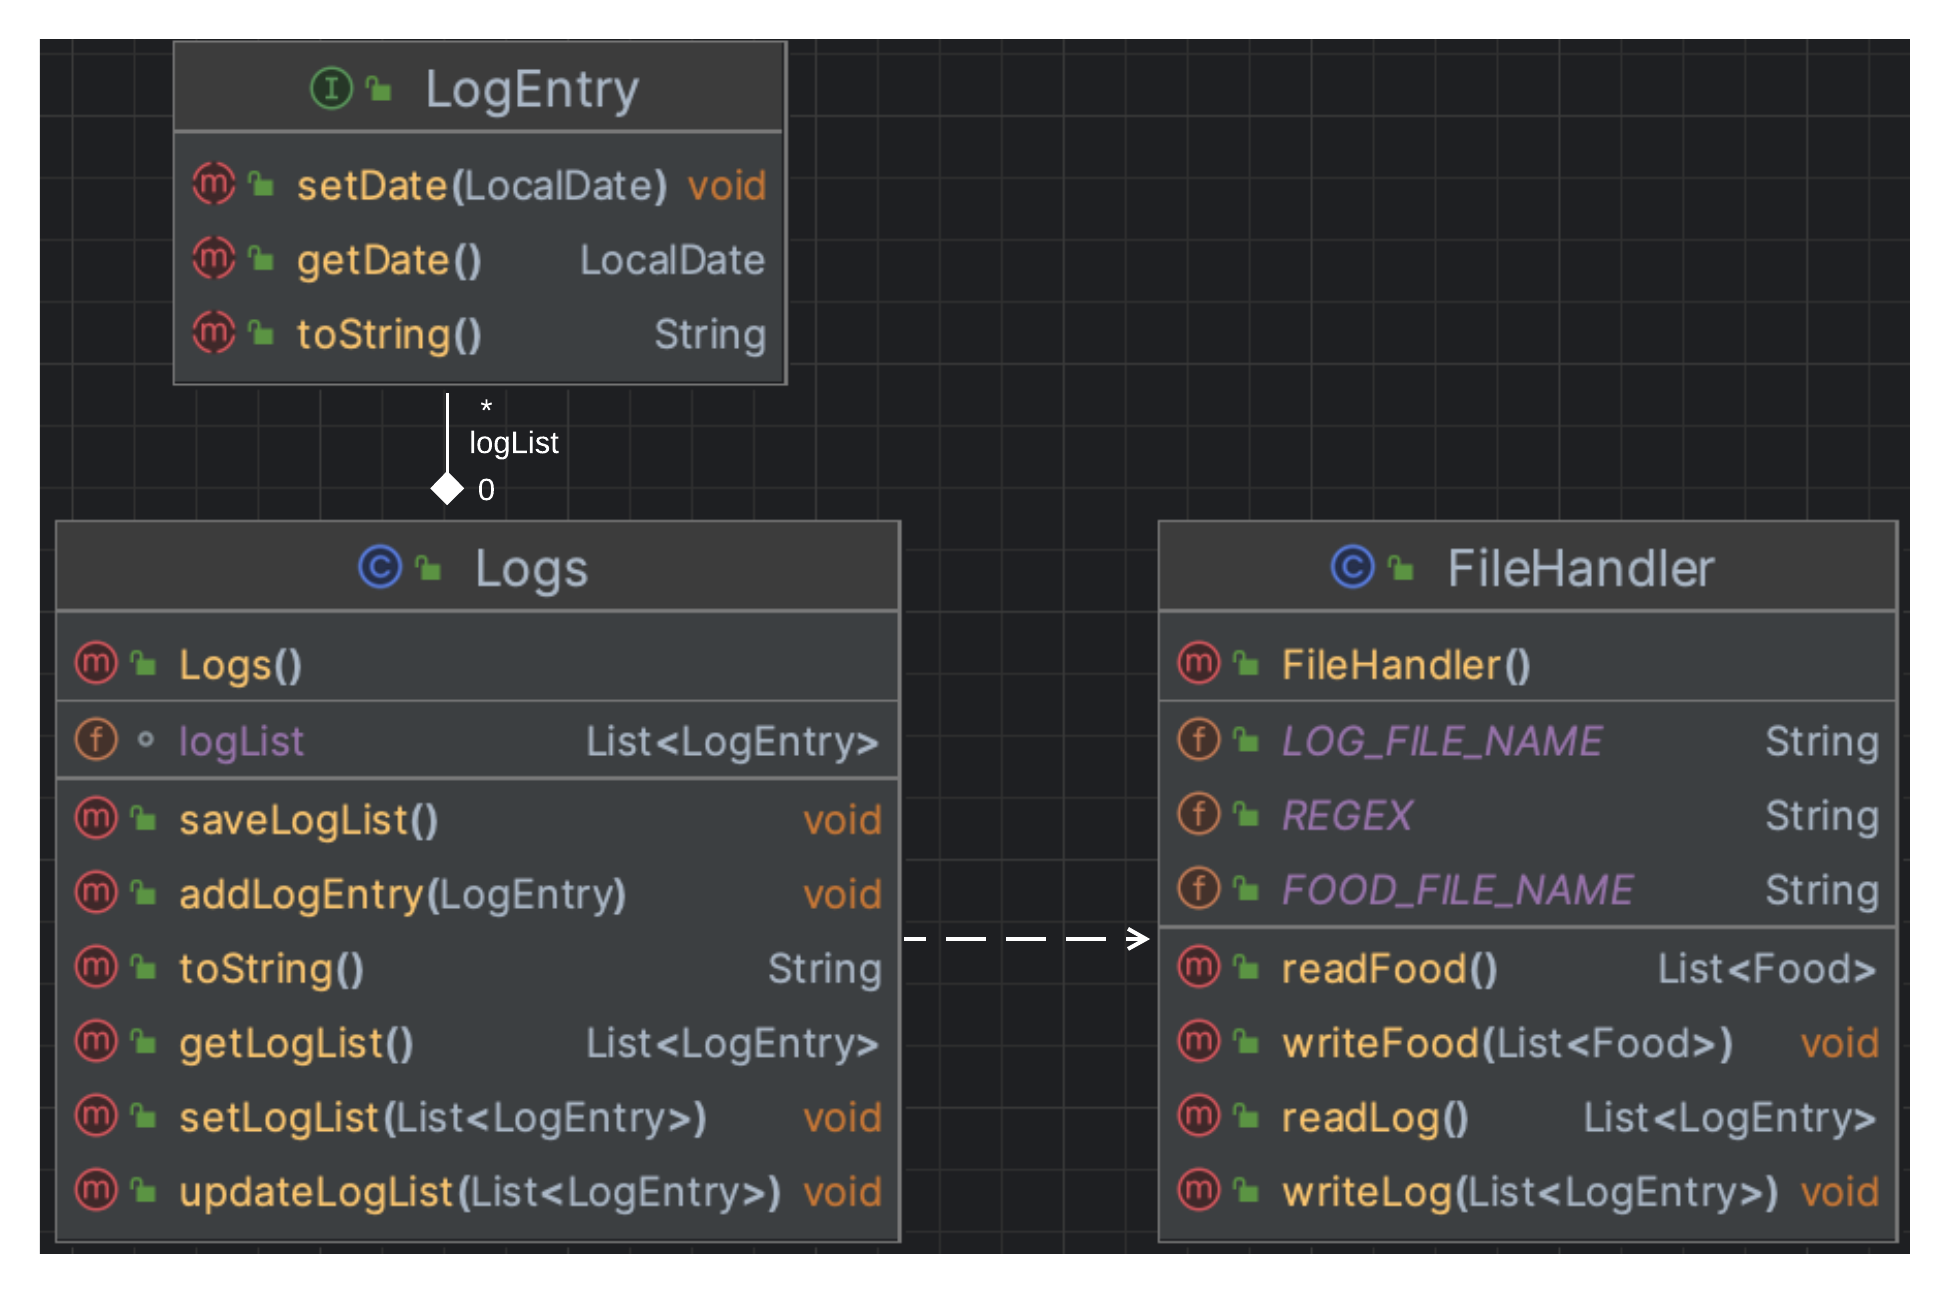 I LogEntry
m setDate(LocalDate) void
m getDate() LocalDate
m toString() String
*
logList
0
C Logs
m Logs()
f logList List<LogEntry>
m saveLogList() void
m addLogEntry(LogEntry) void
m toString() String
m getLogList() List<LogEntry>
m setLogList(List<LogEntry>) void
m updateLogList(List<LogEntry>) void
C FileHandler
m FileHandler()
f LOG_FILE_NAME String
f REGEX String
f FOOD_FILE_NAME String
m readFood() List<Food>
m writeFood(List<Food>) void
m readLog() List<LogEntry>
m writeLog(List<LogEntry>) void